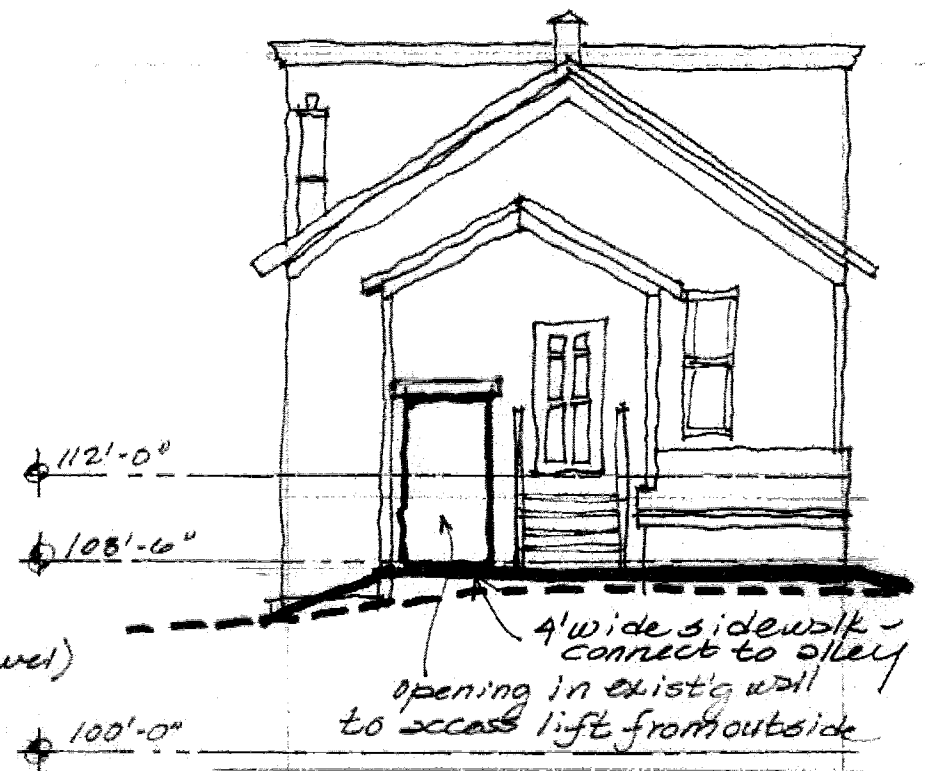 112'-0"
108'-6"
4' wide sidewalk -
connect to alley
opening in exist'g wall
to access lift from outside
100'-0"